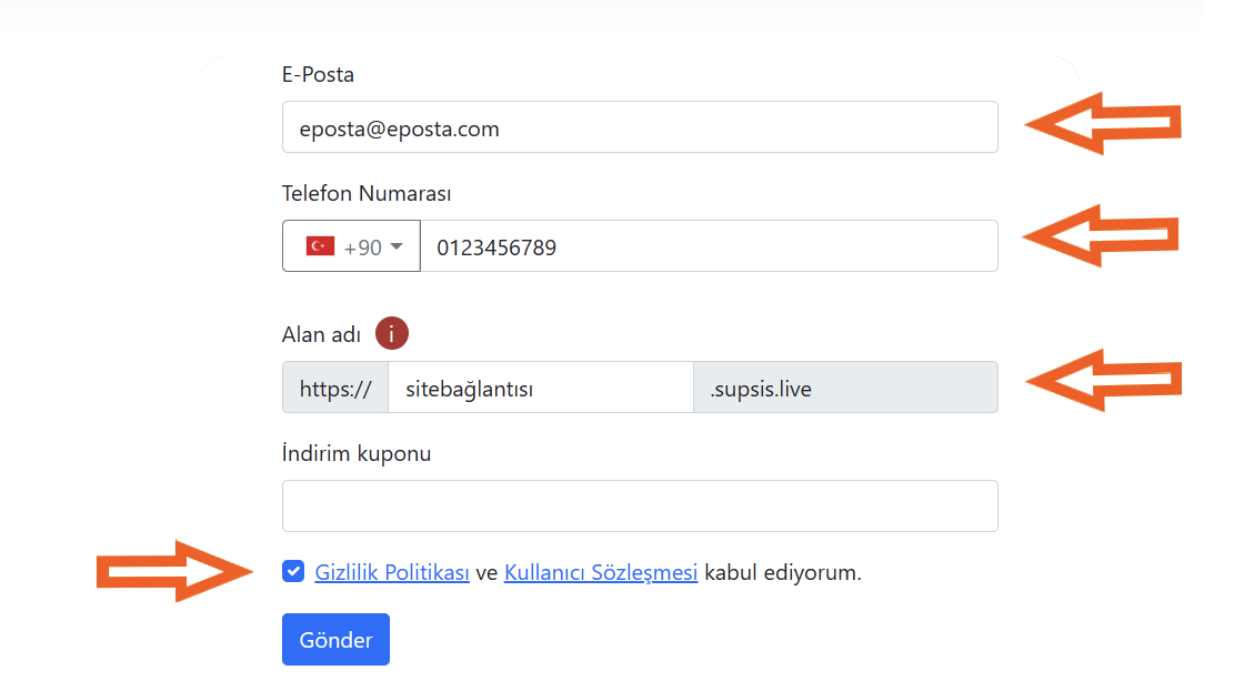 E-Posta
eposta@eposta.com
Telefon Numarası
+90 0123456789
Alan adı i
https:// sitebağlantısı .supsis.live
İndirim kuponu
Gizlilik Politikası ve Kullanıcı Sözleşmesi kabul ediyorum.
Gönder